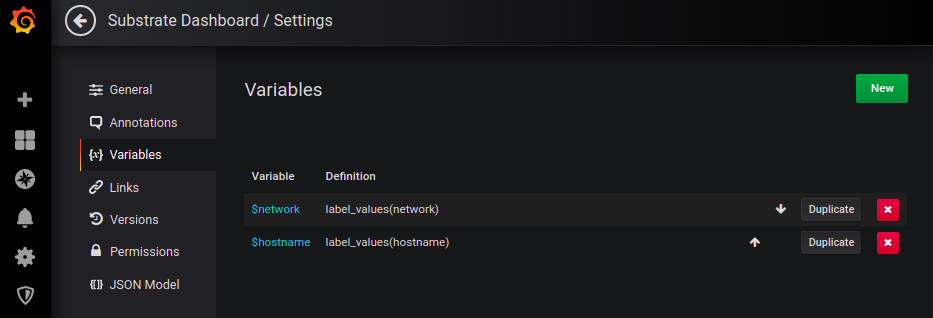 Substrate Dashboard / Settings
General
Annotations
Variables
Links
Versions
Permissions
JSON Model
Variables
New
Variable Definition
$network label_values(network) Duplicate
$hostname label_values(hostname) Duplicate